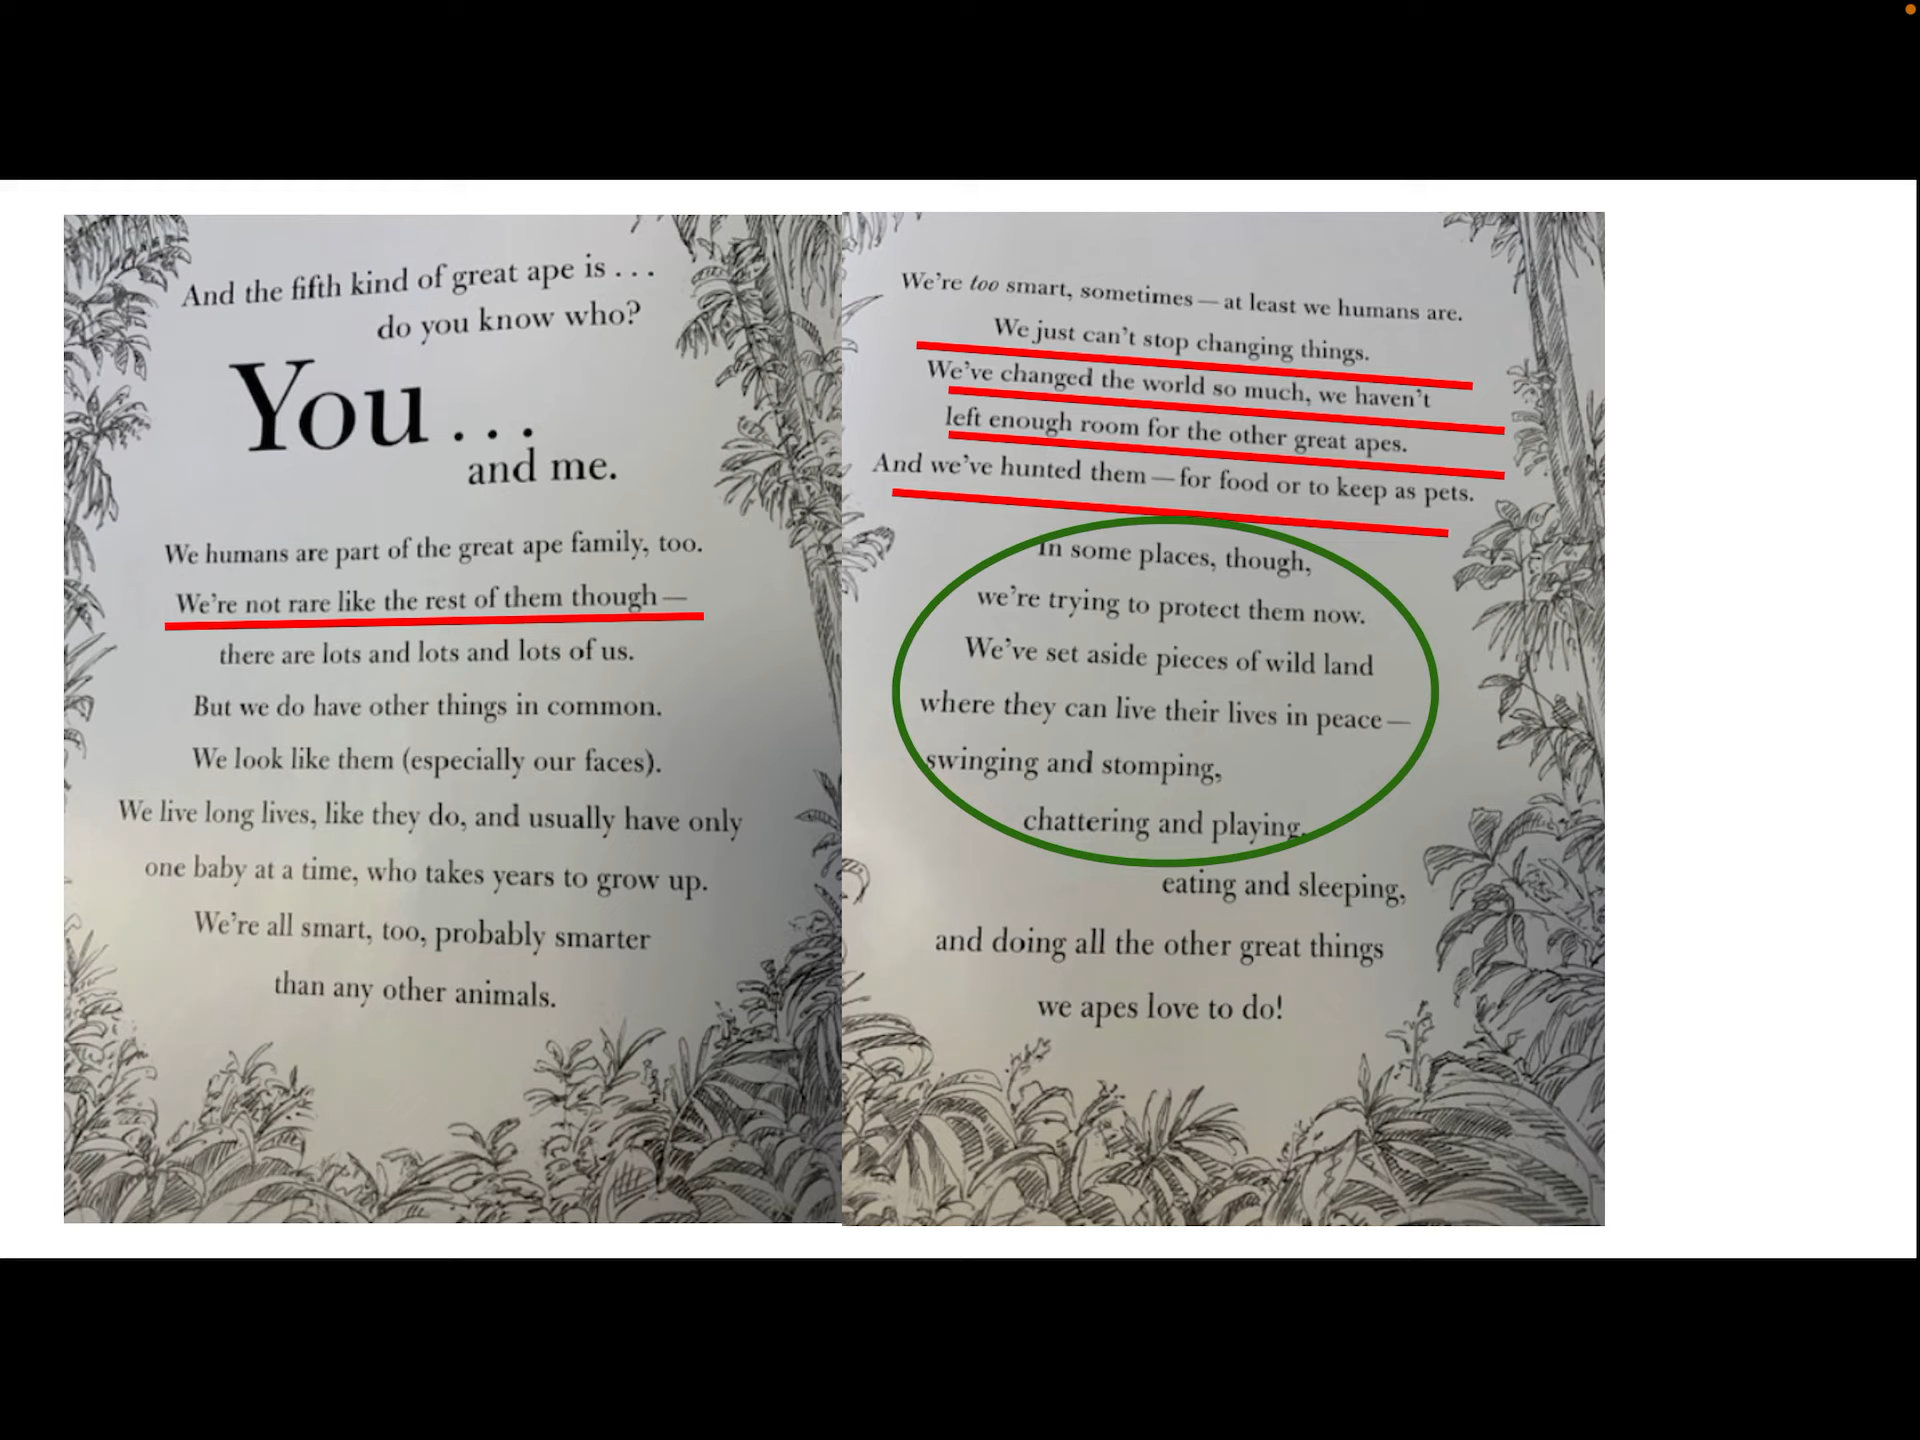 And the fifth kind of great ape is . . .
do you know who?
You . . .
and me.
We humans are part of the great ape family, too.
We're not rare like the rest of them though —
there are lots and lots and lots of us.
But we do have other things in common.
We look like them (especially our faces).
We live long lives, like they do, and usually have only
one baby at a time, who takes years to grow up.
We're all smart, too, probably smarter
than any other animals.
We're too smart, sometimes — at least we humans are.
We just can't stop changing things.
We've changed the world so much, we haven't
left enough room for the other great apes.
And we've hunted them — for food or to keep as pets.
In some places, though,
we're trying to protect them now.
We've set aside pieces of wild land
where they can live their lives in peace —
swinging and stomping,
chattering and playing,
eating and sleeping,
and doing all the other great things
we apes love to do!